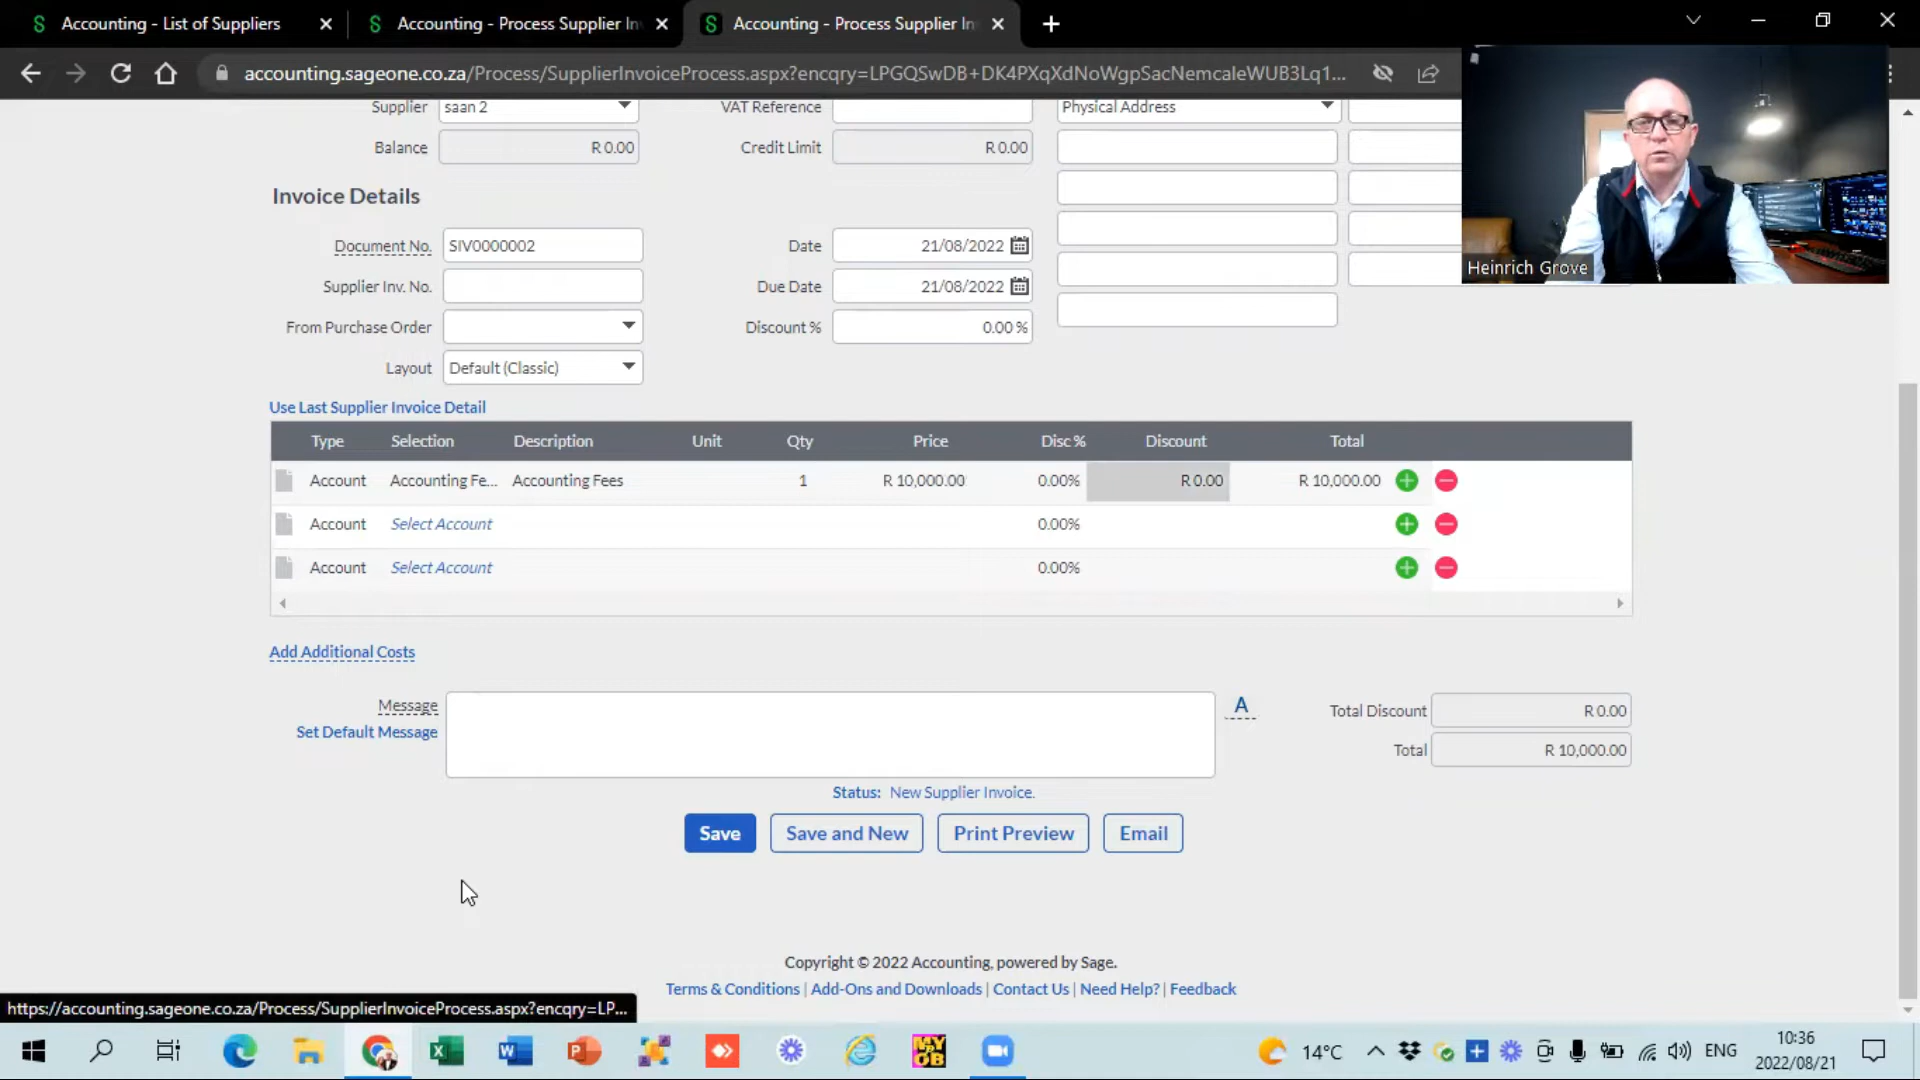 Accounting - List of Suppliers
Accounting - Process Supplier In
Accounting - Process Supplier In
accounting.sageone.co.za/Process/SupplierInvoiceProcess.aspx?encqry=LPGQSwDB+DK4PXqXdNoWgpSacNemcaleWUB3Lq1...
Supplier saan 2 VAT Reference Physical Address
Balance R 0.00 Credit Limit R 0.00
Heinrich Grove
Invoice Details
Document No. SIV0000002 Date 21/08/2022
Supplier Inv. No. Due Date 21/08/2022
From Purchase Order Discount % 0.00 %
Layout Default (Classic)
Use Last Supplier Invoice Detail
Type Selection Description Unit Qty Price Disc % Discount Total
Account Accounting Fe... Accounting Fees 1 R 10,000.00 0.00% R 0.00 R 10,000.00
Account Select Account 0.00%
Account Select Account 0.00%
Add Additional Costs
Message A Total Discount R 0.00
Set Default Message Total R 10,000.00
Status: New Supplier Invoice.
Save Save and New Print Preview Email
Copyright © 2022 Accounting, powered by Sage.
Terms & Conditions | Add-Ons and Downloads | Contact Us | Need Help? | Feedback
https://accounting.sageone.co.za/Process/SupplierInvoiceProcess.aspx?encqry=LP...
14°C ENG 10:36
2022/08/21